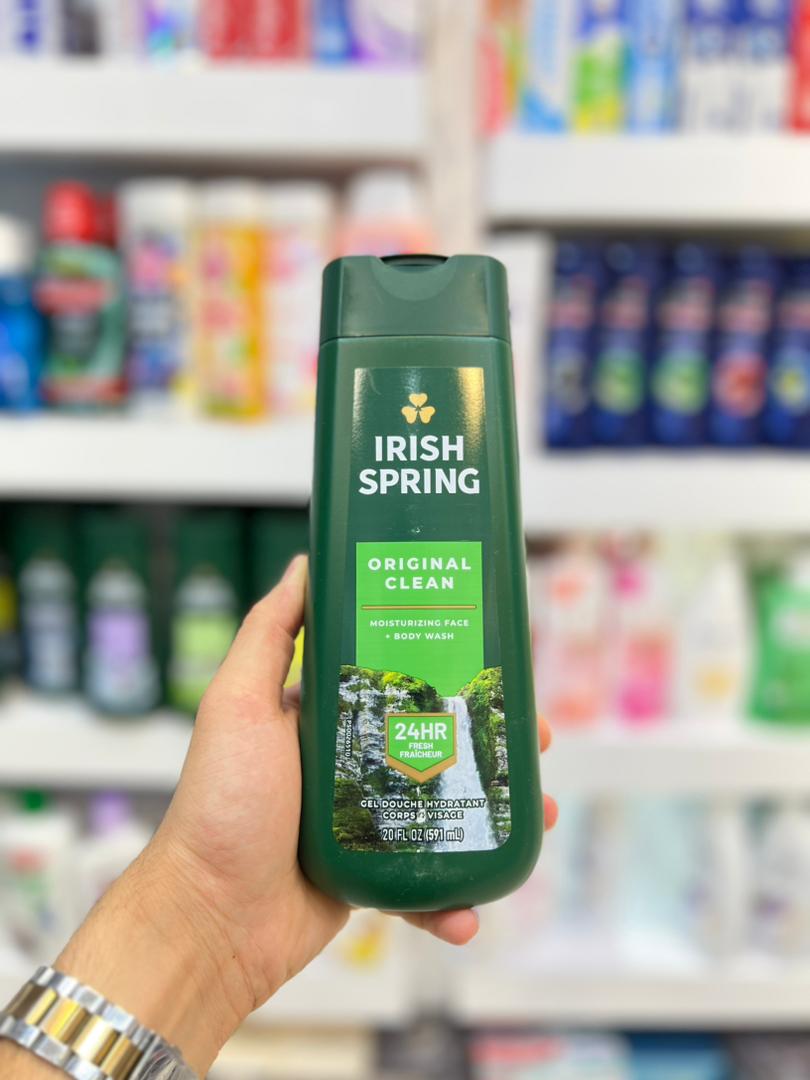 IRISH
SPRING
ORIGINAL
CLEAN
MOISTURIZING FACE
+ BODY WASH
24HR
FRESH
FRAÎCHEUR
GEL DOUCHE HYDRATANT
CORPS + VISAGE
20 FL OZ (591 mL)